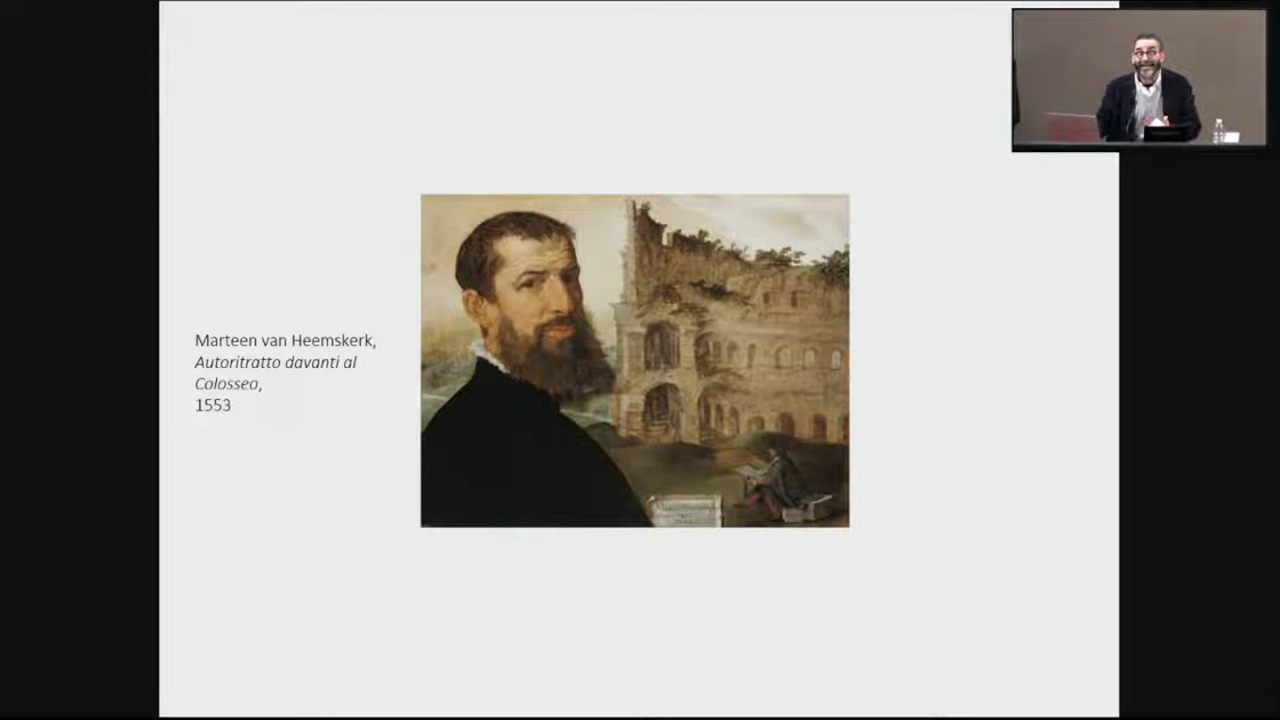 Marteen van Heemskerk,
Autoritratto davanti al
Colosseo,
1553